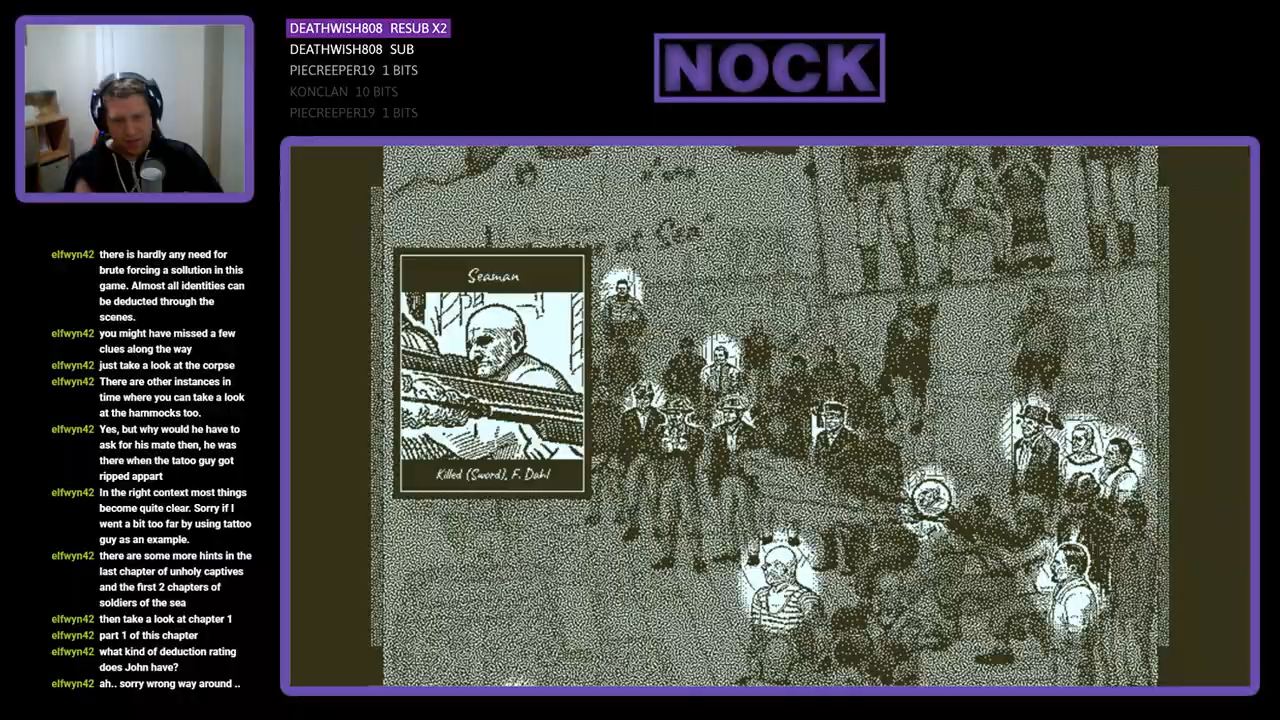 DEATHWISH808 RESUB X2
DEATHWISH808 SUB
PIECREEPER19 1 BITS
KONCLAN 10 BITS
PIECREEPER19 1 BITS
NOCK
elfwyn42 there is hardly any need for
brute forcing a sollution in this
game. Almost all identities can
be deducted through the
scenes.
elfwyn42 you might have missed a few
clues along the way
elfwyn42 just take a look at the corpse
elfwyn42 There are other instances in
time where you can take a look
at the hammocks too.
elfwyn42 Yes, but why would he have to
ask for his mate then, he was
there when the tatoo guy got
ripped appart
elfwyn42 In the right context most things
become quite clear. Sorry if I
went a bit too far by using tattoo
guy as an example.
elfwyn42 there are some more hints in the
last chapter of unholy captives
and the first 2 chapters of
soldiers of the sea
elfwyn42 then take a look at chapter 1
elfwyn42 part 1 of this chapter
elfwyn42 what kind of deduction rating
does John have?
elfwyn42 ah.. sorry wrong way around ..
at Sea"
Seaman
Killed (Sword), F. Dahl